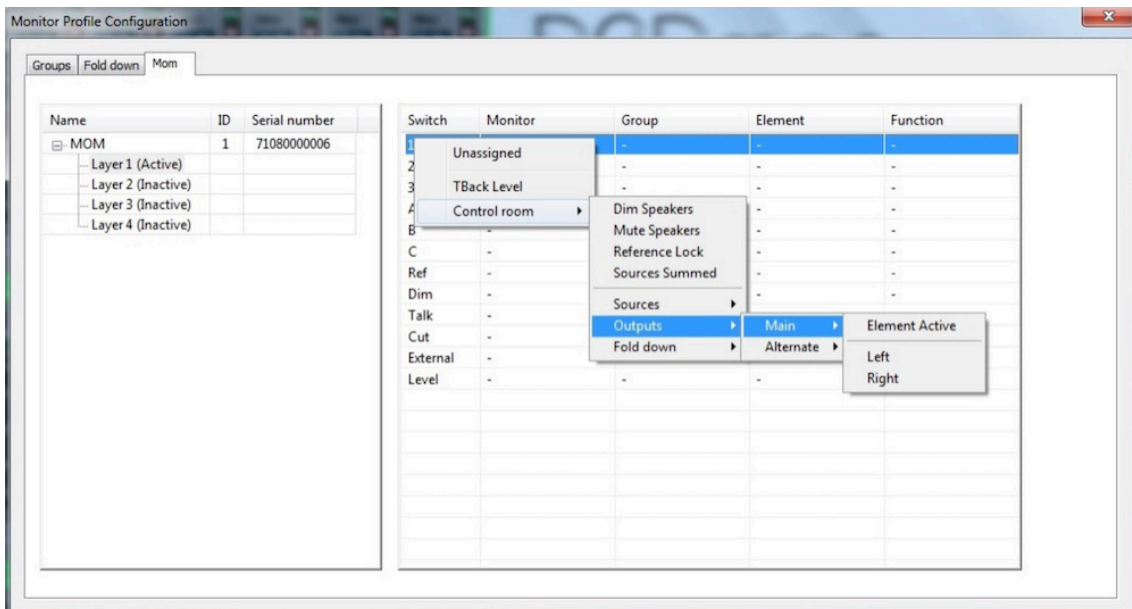 Monitor Profile Configuration
Groups Fold down Mom
Name ID Serial number
MOM 1 71080000006
Layer 1 (Active)
Layer 2 (Inactive)
Layer 3 (Inactive)
Layer 4 (Inactive)
Switch Monitor Group Element Function
1 - - -
2 - - -
3 - - -
A - -
B - - -
C - - -
Ref - - -
Dim - - -
Talk -
Cut -
External -
Level - - - -
Unassigned
TBack Level
Control room
Dim Speakers
Mute Speakers
Reference Lock
Sources Summed
Sources
Outputs
Fold down
Main
Alternate
Element Active
Left
Right